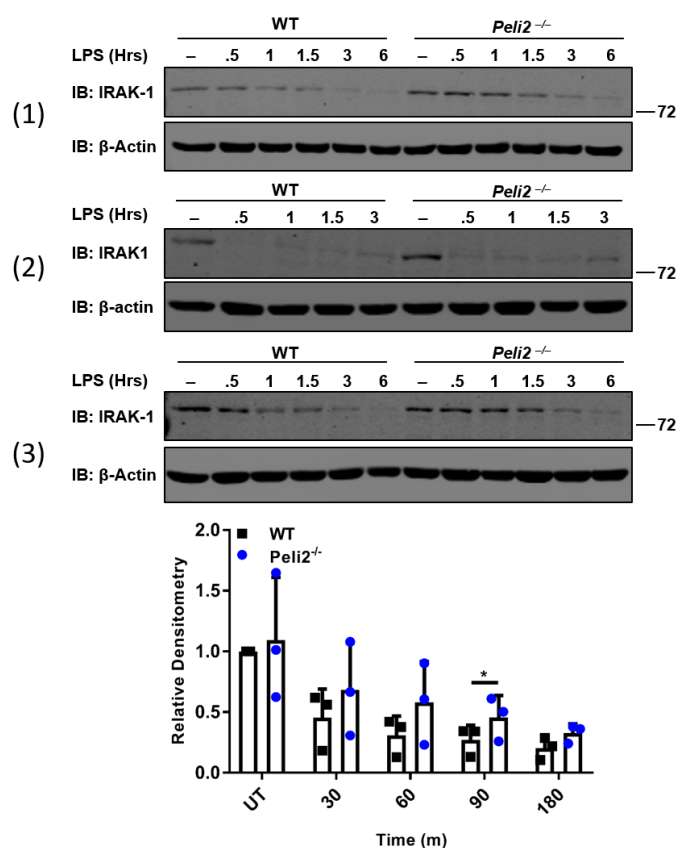 WT Peli2 –/–
LPS (Hrs) – .5 1 1.5 3 6 – .5 1 1.5 3 6
(1) IB: IRAK-1 —72
IB: β-Actin
WT Peli2 –/–
LPS (Hrs) – .5 1 1.5 3 – .5 1 1.5 3
(2) IB: IRAK1 —72
IB: β-actin
WT Peli2 –/–
LPS (Hrs) – .5 1 1.5 3 6 – .5 1 1.5 3 6
(3) IB: IRAK-1 —72
IB: β-Actin
WT
Peli2-/-
Relative Densitometry
2.0
1.5
1.0
0.5
0.0
*
UT 30 60 90 180
Time (m)